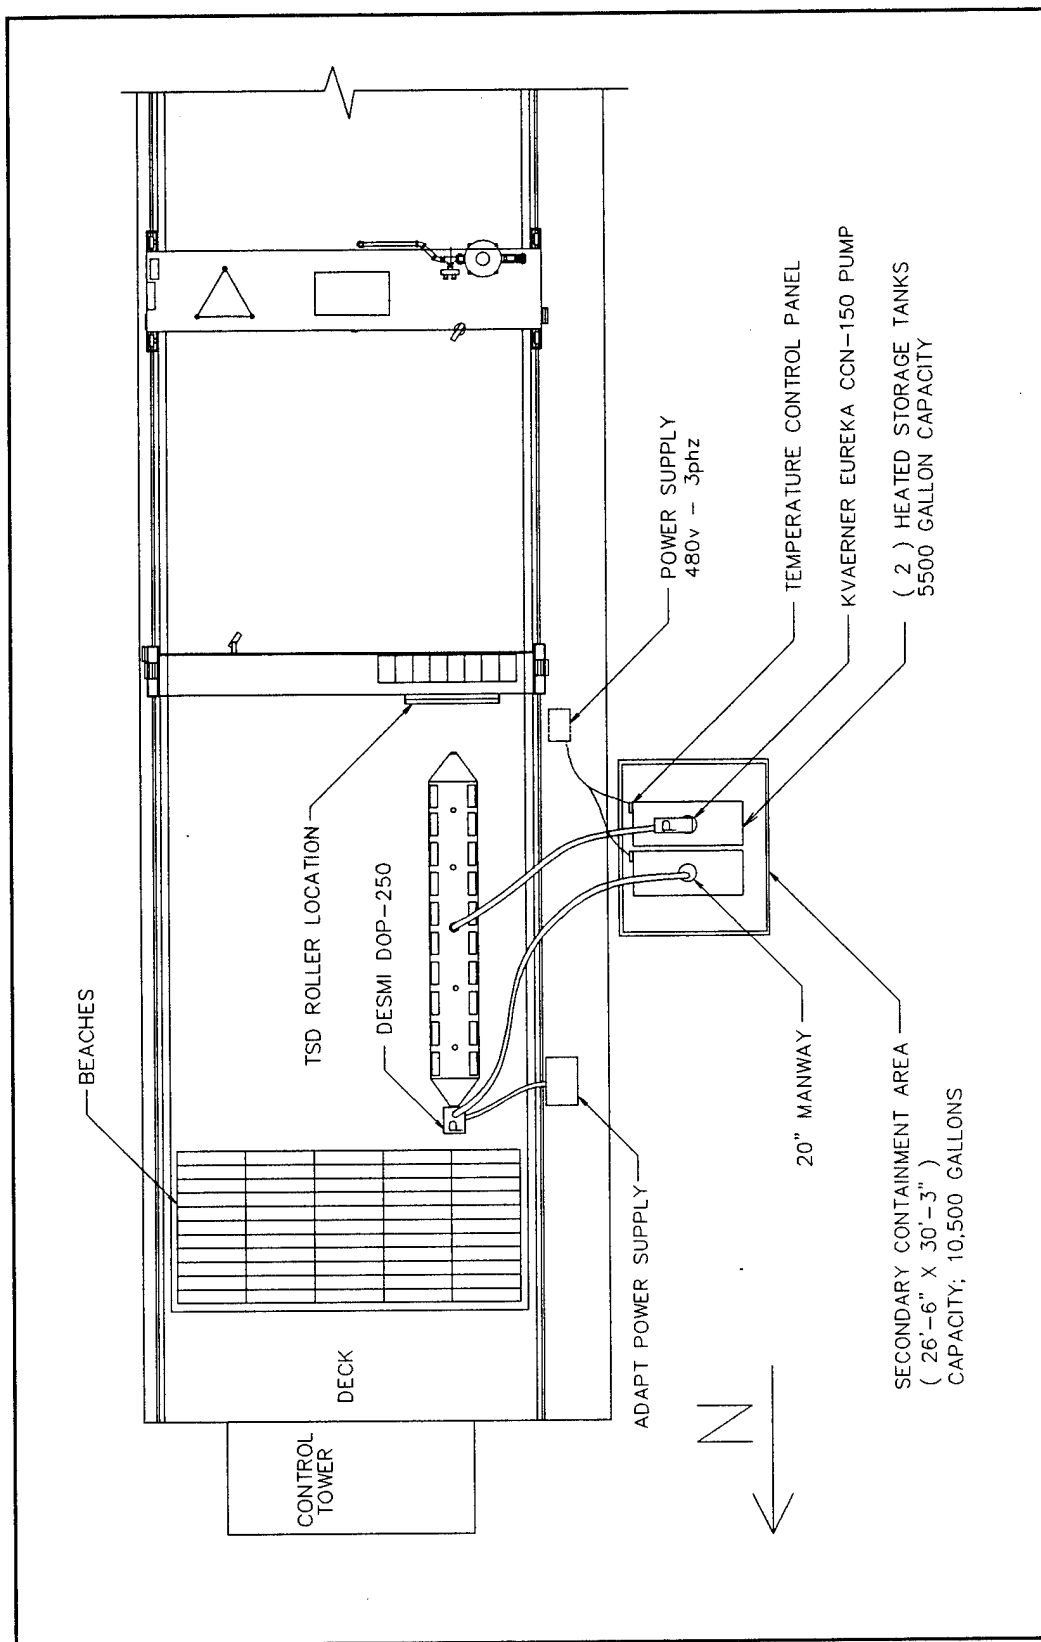 BEACHES
TSD ROLLER LOCATION
DESMI DOP-250
P
P
DECK
CONTROL
TOWER
POWER SUPPLY
480v - 3phz
TEMPERATURE CONTROL PANEL
KVAERNER EUREKA CCN-150 PUMP
( 2 ) HEATED STORAGE TANKS
5500 GALLON CAPACITY
ADAPT POWER SUPPLY
20" MANWAY
SECONDARY CONTAINMENT AREA
( 26'-6" X 30'-3" )
CAPACITY; 10,500 GALLONS
N